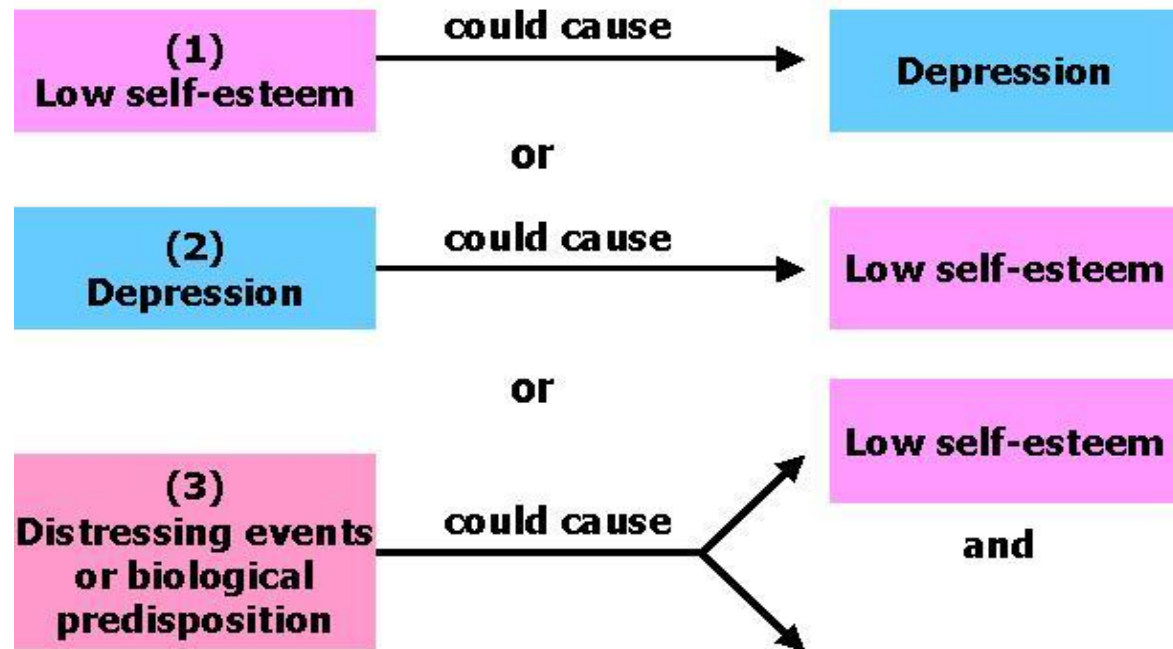 (1)
Low self-esteem
could cause
Depression
or
(2)
Depression
could cause
Low self-esteem
or
(3)
Distressing events
or biological
predisposition
could cause
Low self-esteem
and